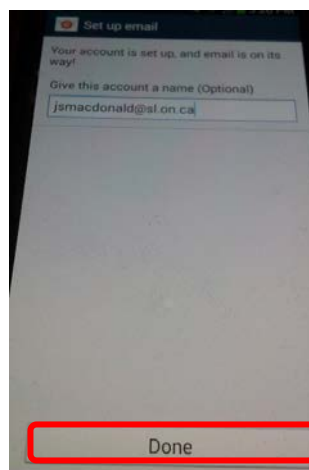 Set up email
Your account is set up, and email is on its
way!
Give this account a name (Optional)
jsmacdonald@sl.on.ca
Done